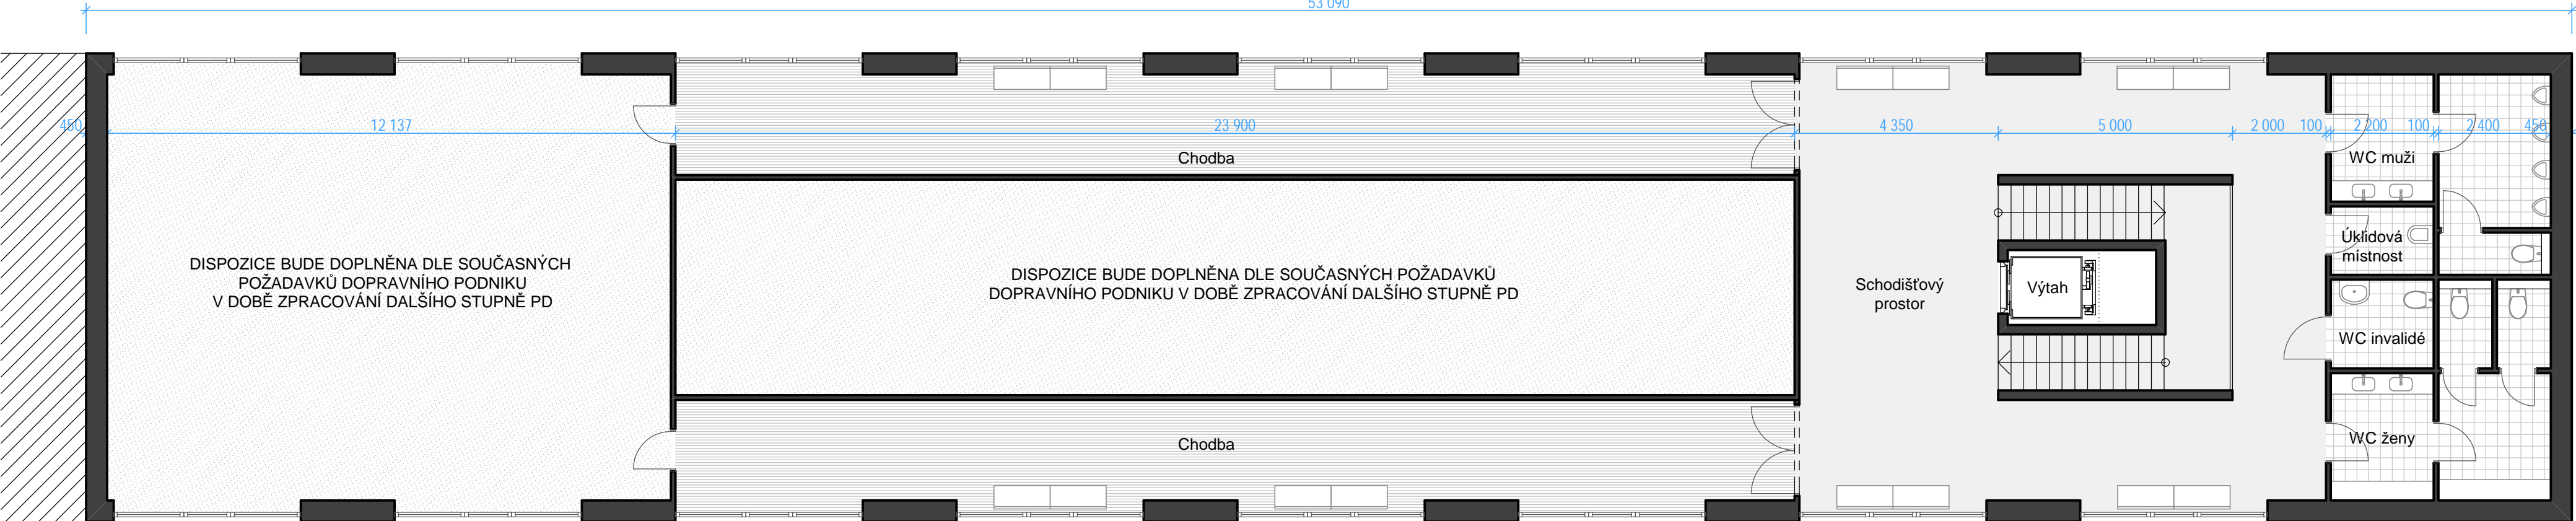 53 090
450
12 137
23 900
4 350
5 000
2 000
100
2 200
100
2 400
450
Chodba
WC muži
DISPOZICE BUDE DOPLNĚNA DLE SOUČASNÝCH
POŽADAVKŮ DOPRAVNÍHO PODNIKU
V DOBĚ ZPRACOVÁNÍ DALŠÍHO STUPNĚ PD
DISPOZICE BUDE DOPLNĚNA DLE SOUČASNÝCH POŽADAVKŮ
DOPRAVNÍHO PODNIKU V DOBĚ ZPRACOVÁNÍ DALŠÍHO STUPNĚ PD
Schodišťový
prostor
Výtah
Úklidová
místnost
WC invalidé
Chodba
WC ženy